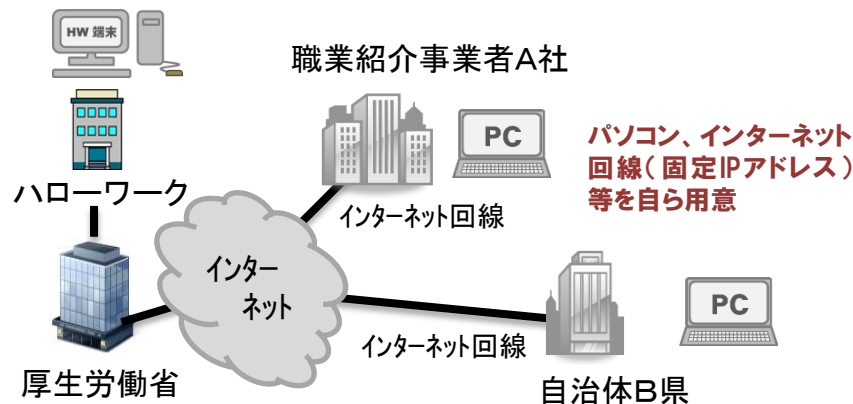 HW 端末
職業紹介事業者A社
PC
パソコン、インターネット
回線（固定IPアドレス）
等を自ら用意
ハローワーク
インターネット回線
インター
ネット
PC
インターネット回線
厚生労働省
自治体B県